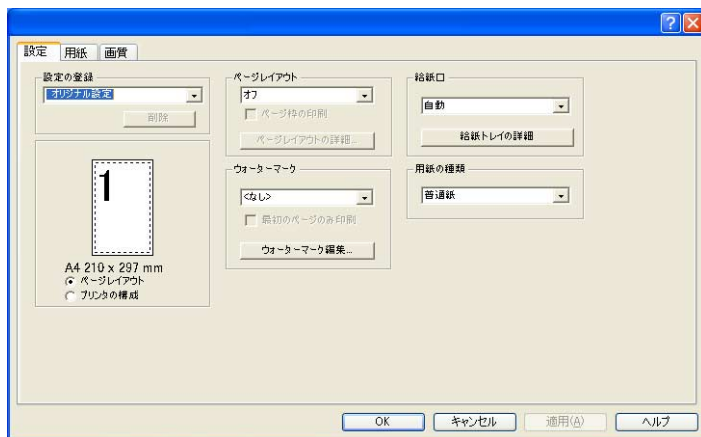 設定
用紙
画質
設定の登録
オリジナル設定
削除
1
A4 210 x 297 mm
ページレイアウト
プリンタの構成
ページレイアウト
オフ
ページ枠の印刷
ページレイアウトの詳細...
ウォーターマーク
<なし>
最初のページのみ印刷
ウォーターマーク編集...
給紙口
自動
給紙トレイの詳細
用紙の種類
普通紙
OK
キャンセル
適用(A)
ヘルプ